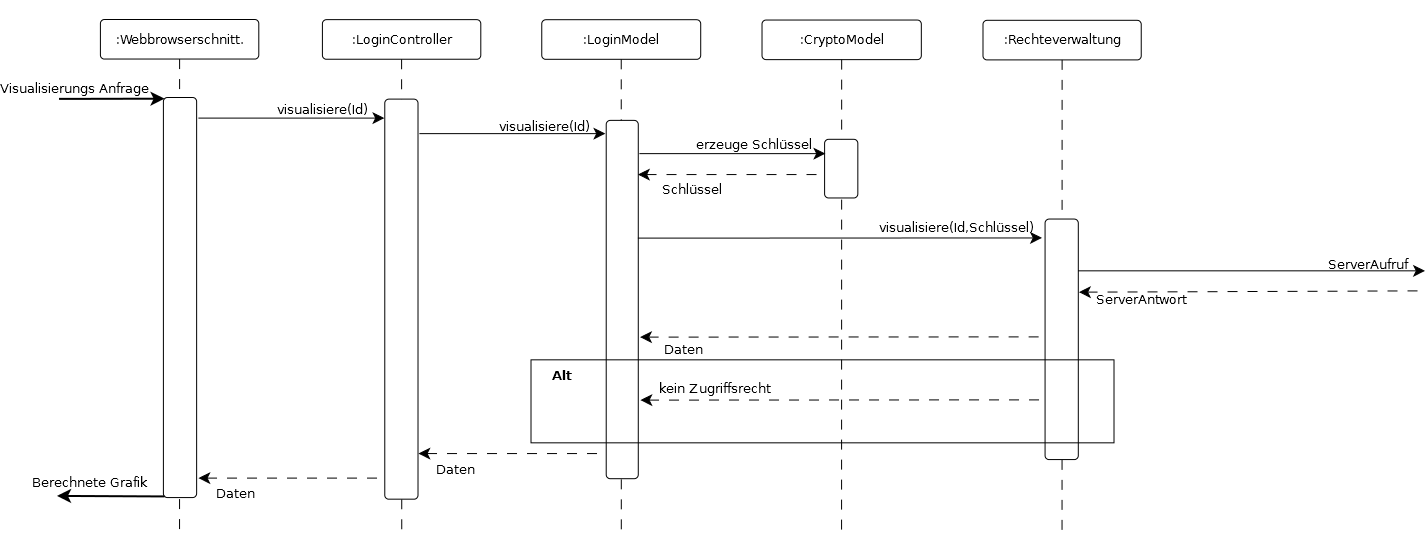 :Webbrowserschnitt.
:LoginController
:LoginModel
:CryptoModel
:Rechteverwaltung
Visualisierungs Anfrage
visualisiere(Id)
visualisiere(Id)
erzeuge Schlüssel
Schlüssel
visualisiere(Id,Schlüssel)
ServerAufruf
ServerAntwort
Daten
Alt
kein Zugriffsrecht
Daten
Berechnete Grafik
Daten